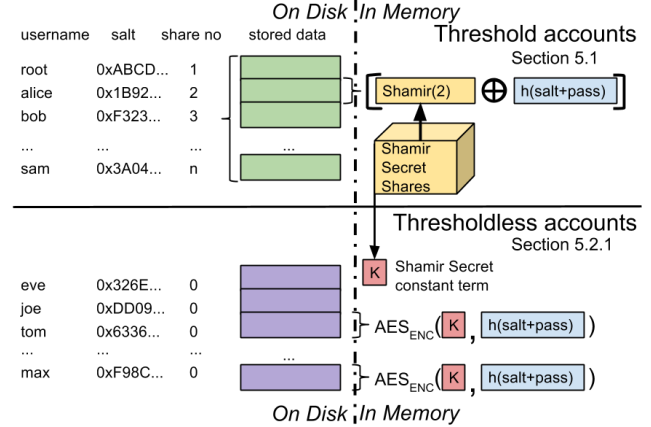 On Disk In Memory
username salt share no stored data
Threshold accounts
Section 5.1
root 0xABCD... 1
alice 0x1B92... 2
Shamir(2) ⊕ h(salt+pass)
bob 0xF323... 3
... ... ...
sam 0x3A04... n
Shamir
Secret
Shares
Thresholdless accounts
Section 5.2.1
K Shamir Secret
constant term
eve 0x326E... 0
joe 0xDD09... 0
tom 0x6336... 0
AESENC(K, h(salt+pass))
... ... ... ...
max 0xF98C... 0
AESENC(K, h(salt+pass))
On Disk In Memory